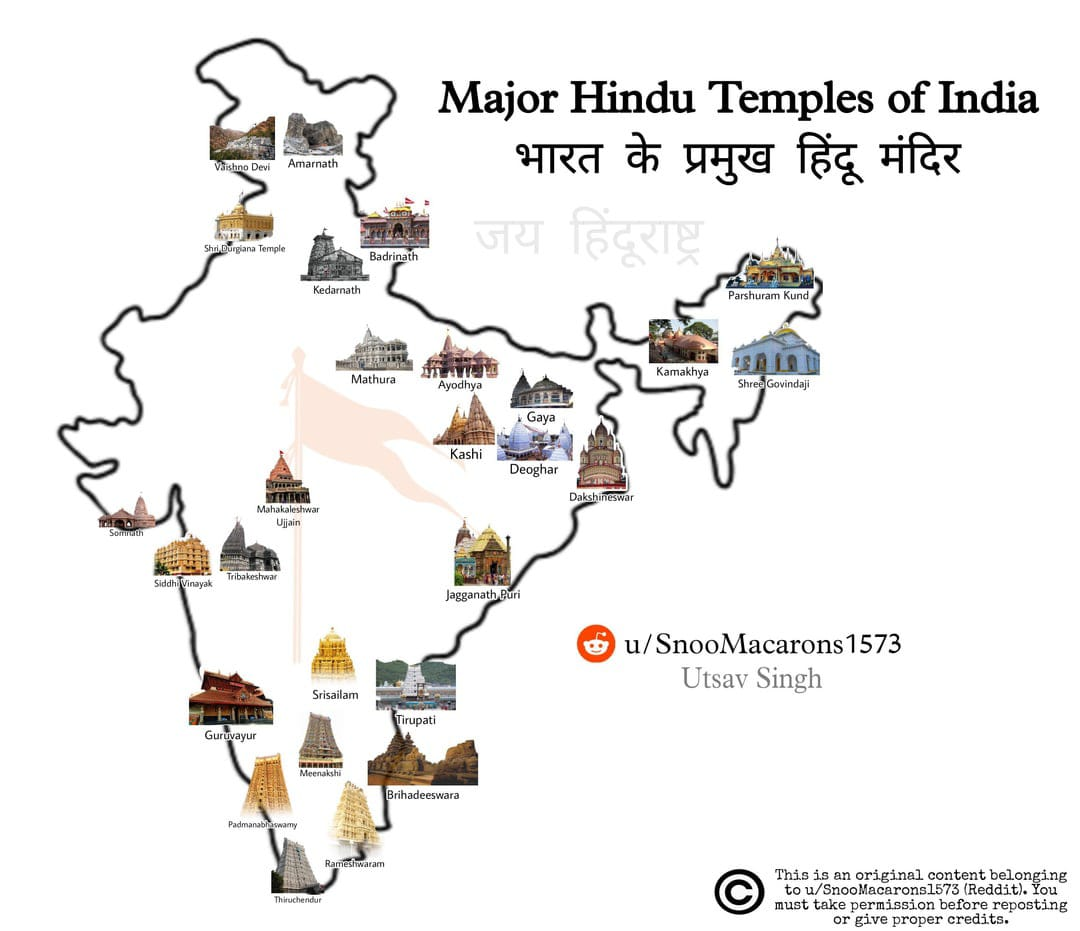 Major Hindu Temples of India
भारत के प्रमुख हिंदू मंदिर
जय हिंदूराष्ट्र
Vaishno Devi
Amarnath
Shri Durgiana Temple
Badrinath
Kedarnath
Parshuram Kund
Mathura
Ayodhya
Kamakhya
Shree Govindaji
Gaya
Kashi
Deoghar
Dakshineswar
Mahakaleshwar
Ujjain
Somnath
Siddhi Vinayak
Tribakeshwar
Jagganath Puri
u/SnooMacarons1573
Utsav Singh
Srisailam
Tirupati
Guruvayur
Meenakshi
Brihadeeswara
Padmanabhaswamy
Rameshwaram
Thiruchendur
© This is an original content belonging
to u/SnooMacarons1573 (Reddit). You
must take permission before reposting
or give proper credits.